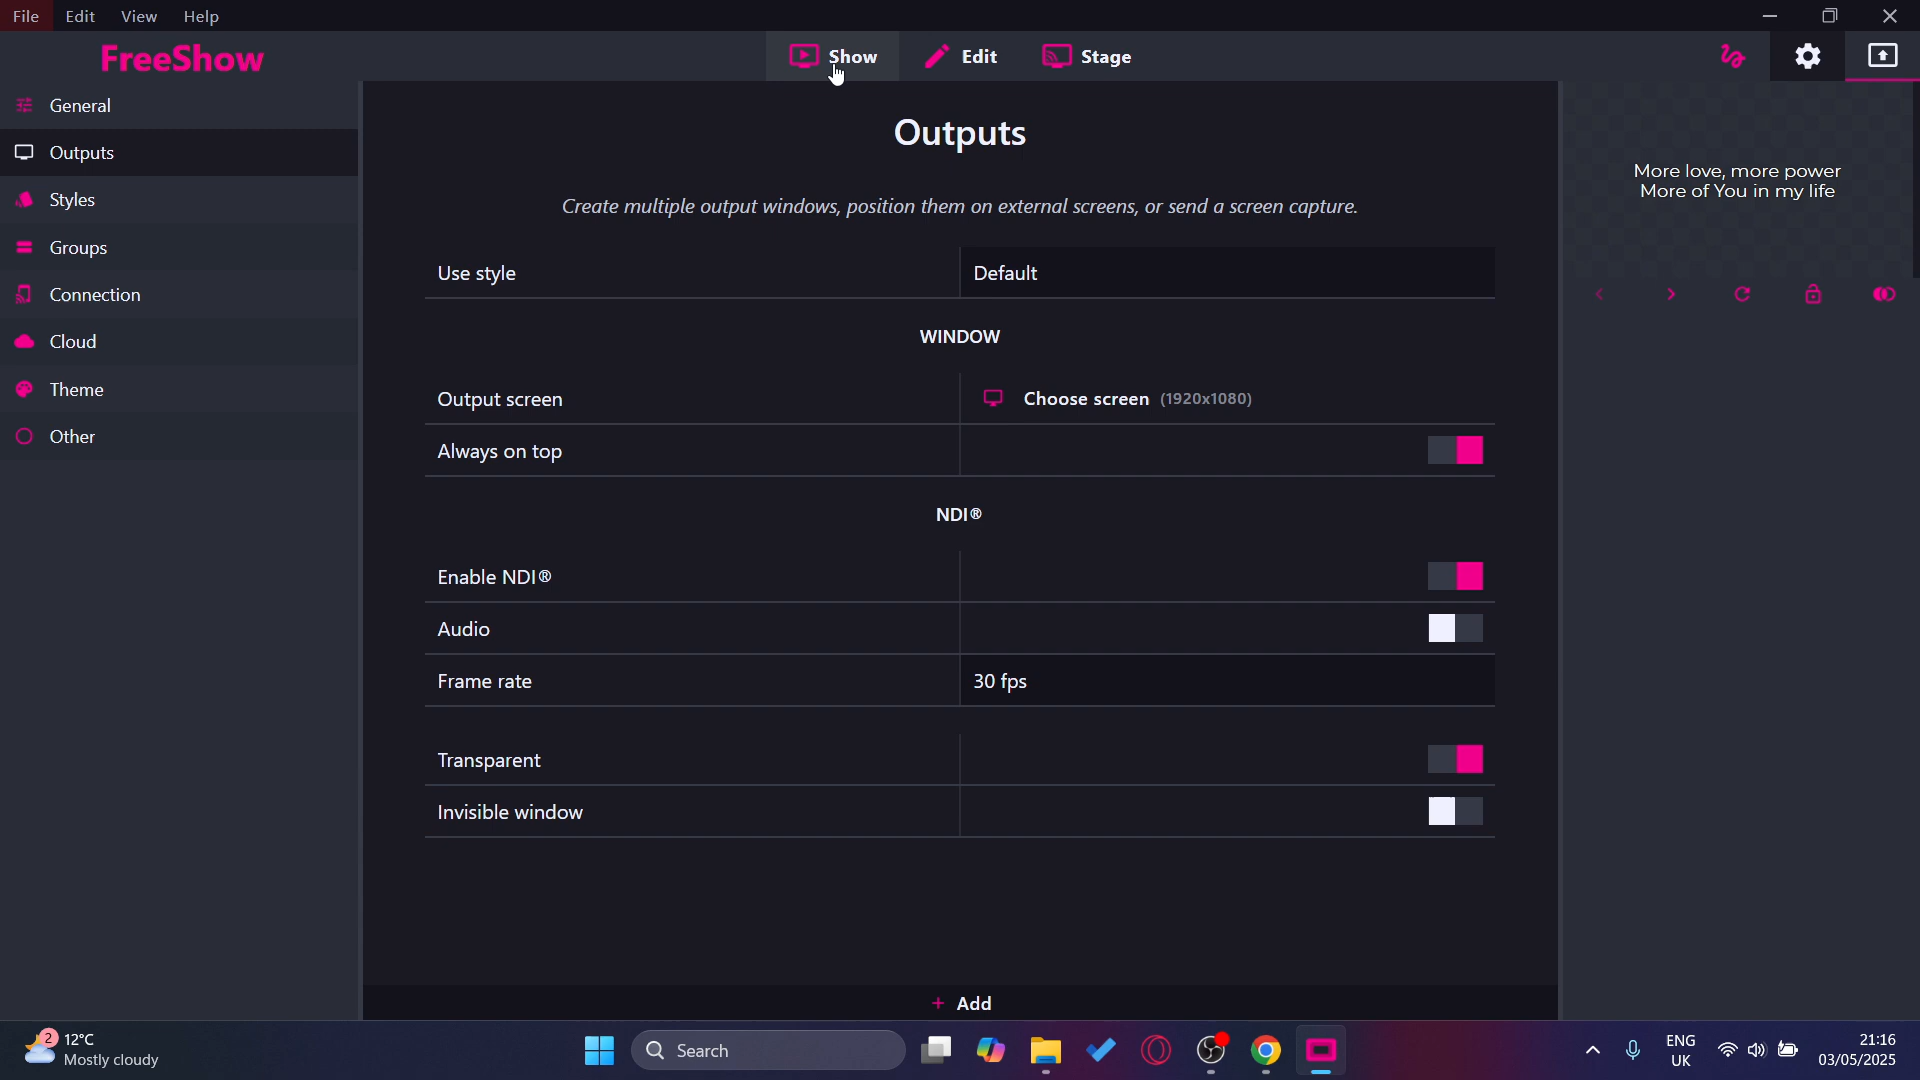 File Edit View Help
FreeShow
Show Edit Stage
General
Outputs
Styles
Groups
Connection
Cloud
Theme
Other
Outputs
Create multiple output windows, position them on external screens, or send a screen capture.
Use style Default
WINDOW
Output screen Choose screen (1920x1080)
Always on top
NDI®
Enable NDI®
Audio
Frame rate 30 fps
Transparent
Invisible window
+ Add
More love, more power
More of You in my life
2 12°C
Mostly cloudy
Search
ENG
UK
21:16
03/05/2025